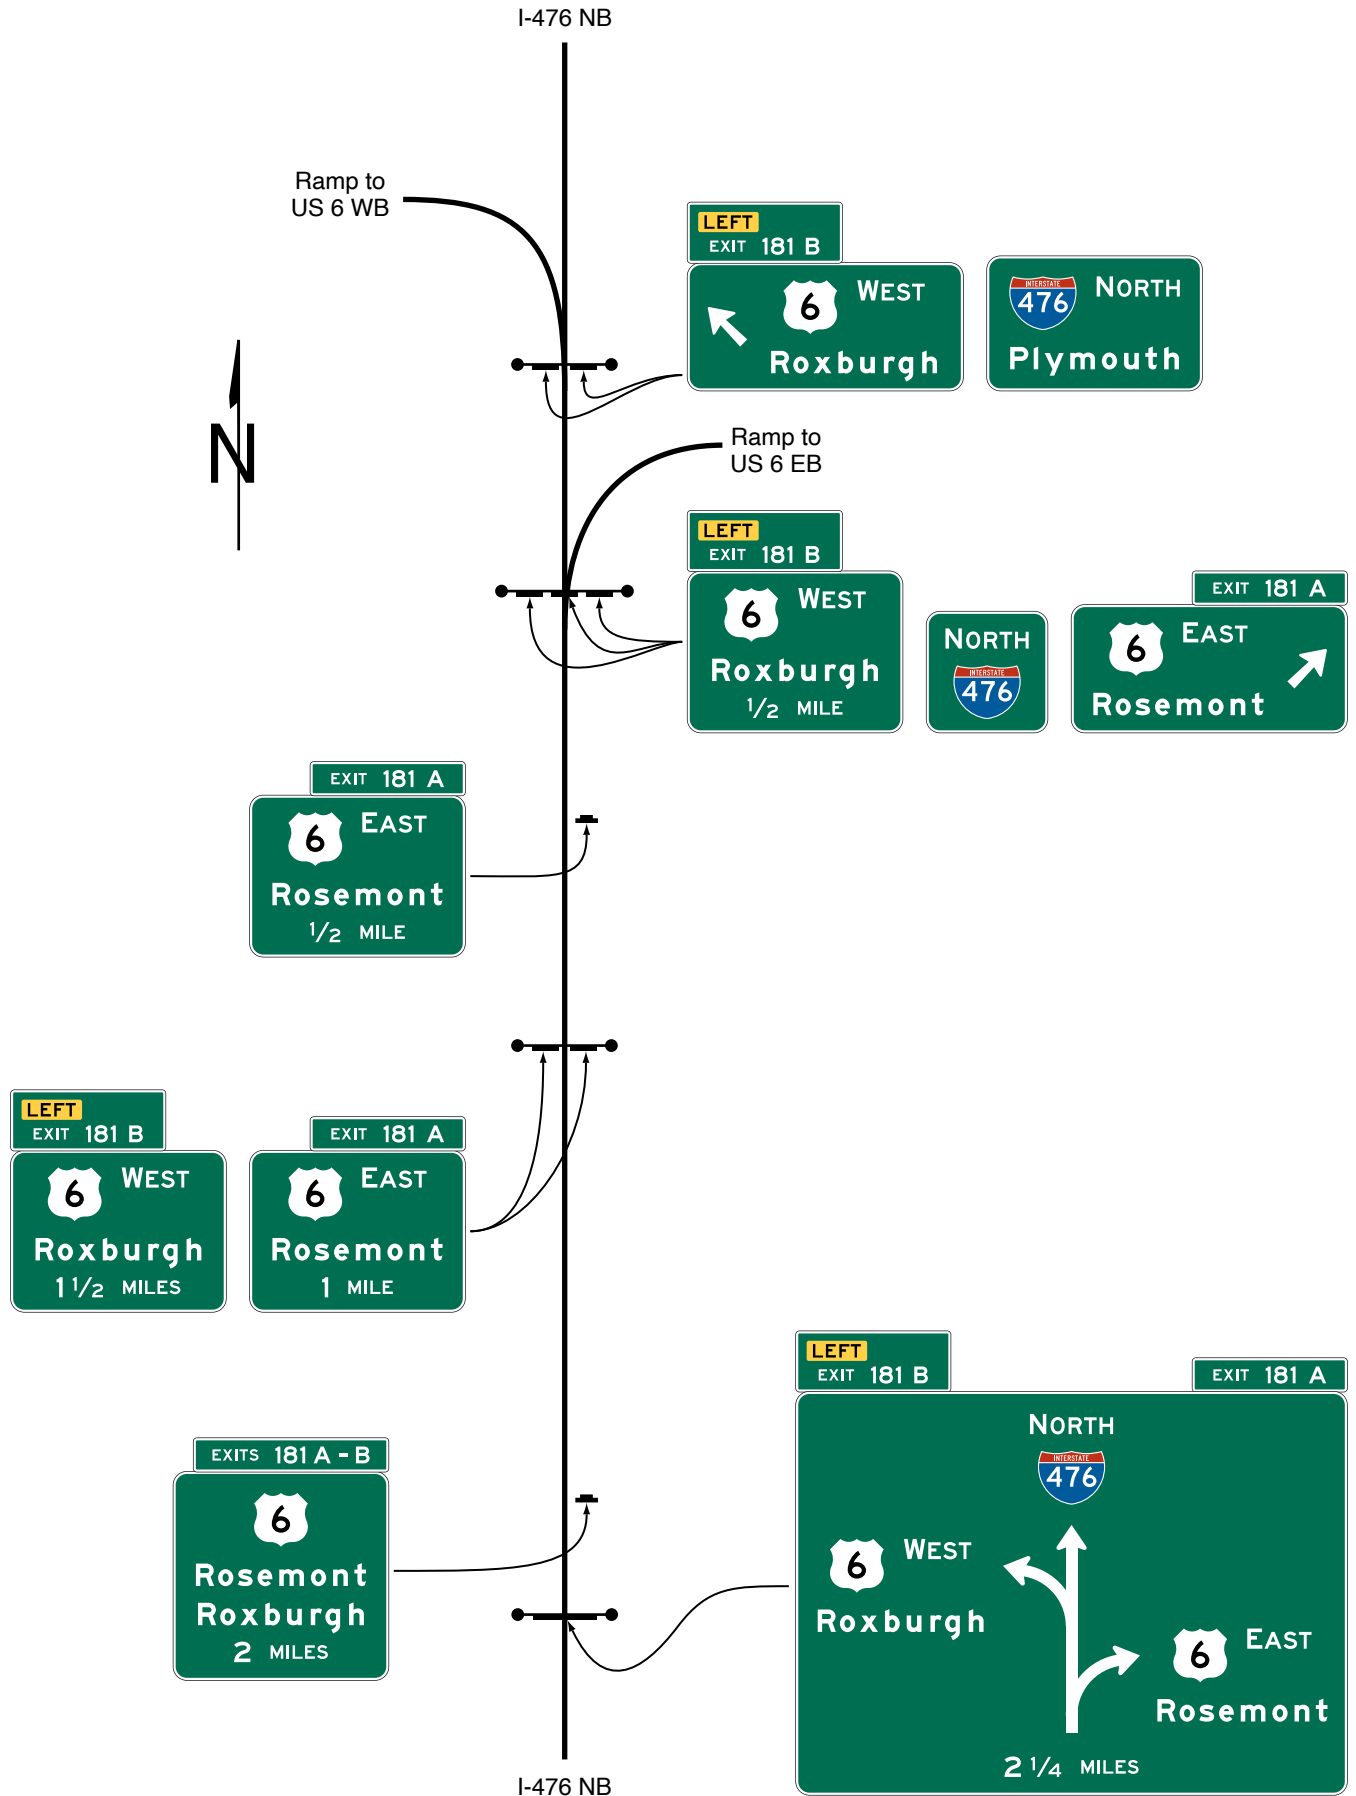 I-476 NB
Ramp to
US 6 WB
LEFT
EXIT 181 B
6 WEST
Roxburgh
INTERSTATE
476 NORTH
Plymouth
N
Ramp to
US 6 EB
LEFT
EXIT 181 B
6 WEST
Roxburgh
1/2 MILE
NORTH
INTERSTATE
476
EXIT 181 A
6 EAST
Rosemont
EXIT 181 A
6 EAST
Rosemont
1/2 MILE
LEFT
EXIT 181 B
6 WEST
Roxburgh
1 1/2 MILES
EXIT 181 A
6 EAST
Rosemont
1 MILE
EXITS 181 A - B
6
Rosemont
Roxburgh
2 MILES
LEFT
EXIT 181 B
EXIT 181 A
NORTH
INTERSTATE
476
6 WEST
Roxburgh
6 EAST
Rosemont
2 1/4 MILES
I-476 NB